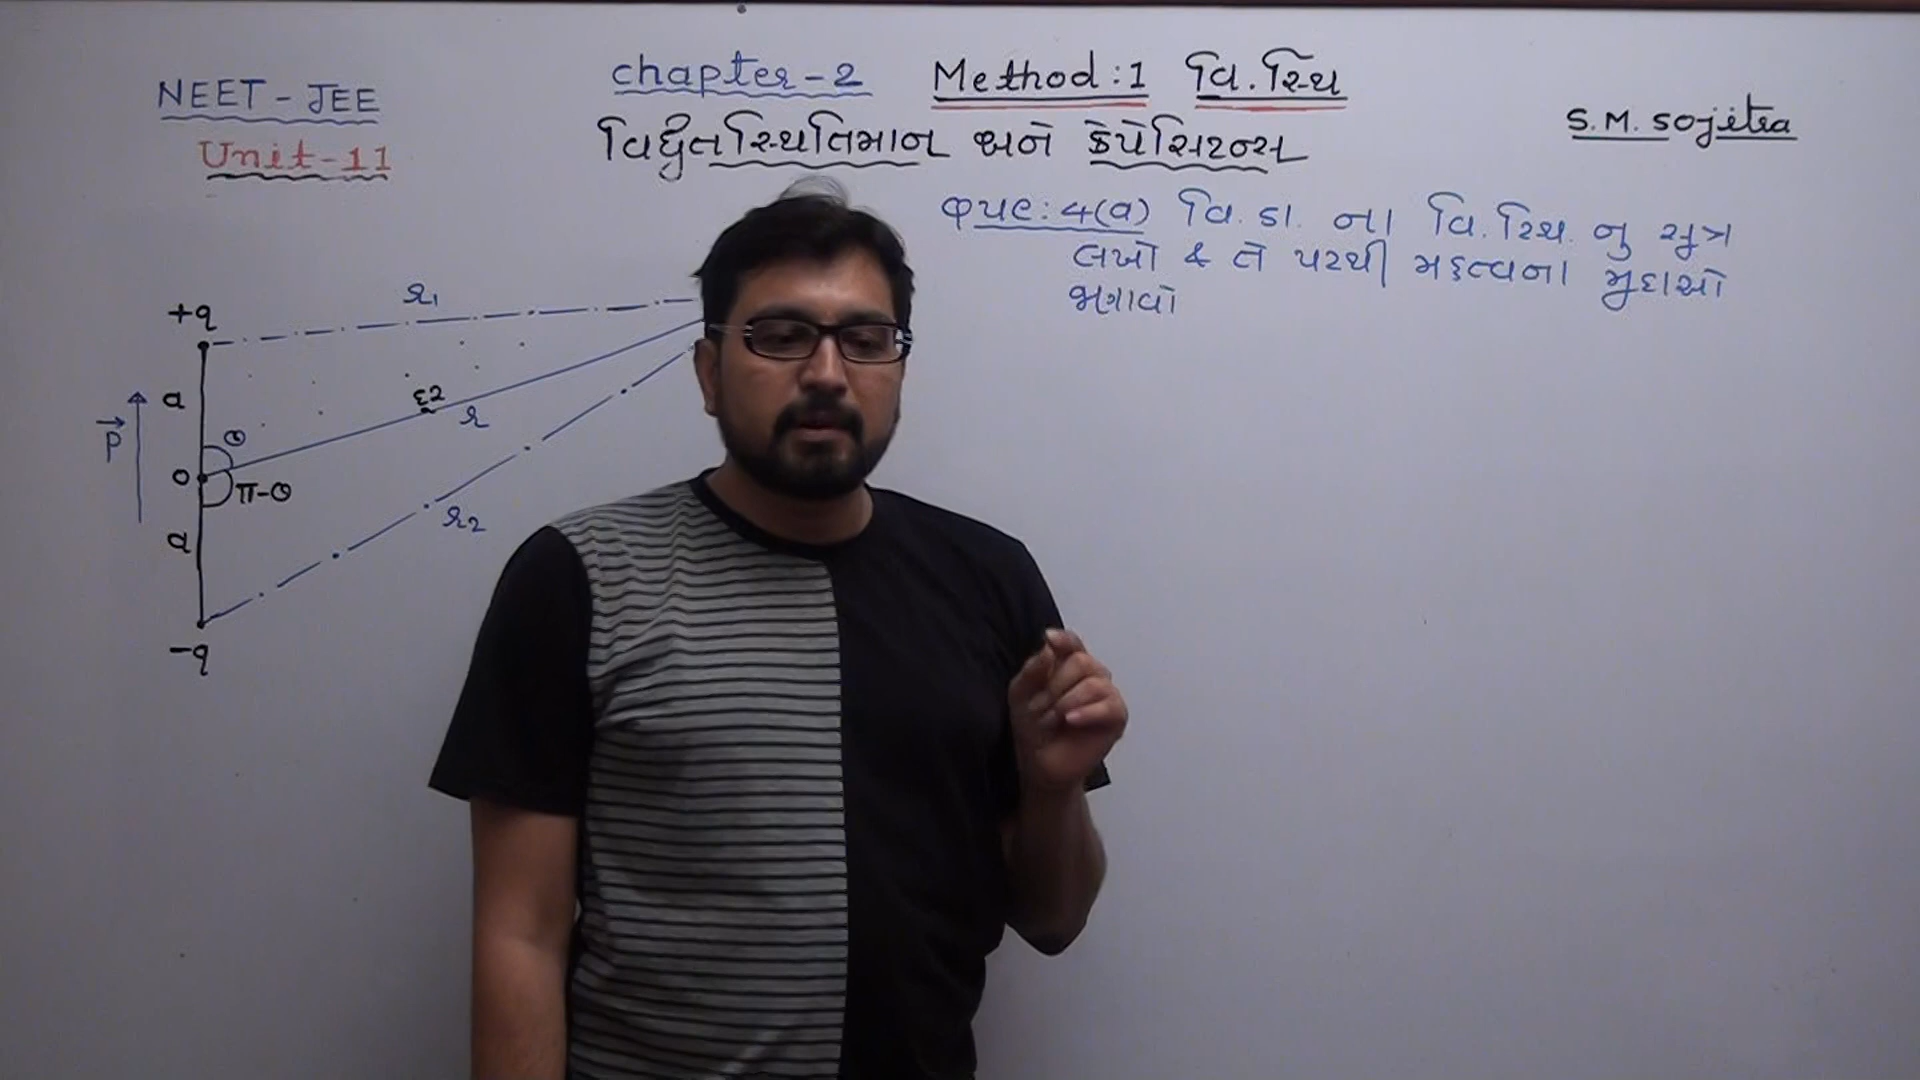 NEET - JEE
Unit-11
chapter-2 Method:1 વિ.સ્થિ
વિદ્યુતસ્થિતિમાન અને કેપેસિટન્સ
S.M. Sojitra
4(a) વિ.ડા. ના વિ.સ્થિ. નુ સુત્ર
લખો & તે પરથી મહત્વના મુદાઓ
જણાવો
+q
r₁
a
દૂર
r
P
θ
o
π-θ
a
r₂
-q